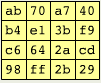 ab 70 a7 40
b4 e1 3b f9
c6 64 2a cd
98 ff 2b 29